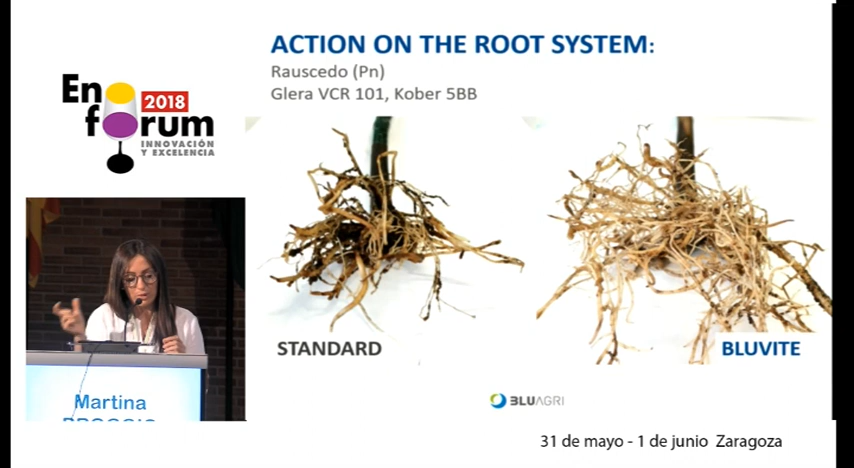 ACTION ON THE ROOT SYSTEM:
Rauscedo (Pn)
Glera VCR 101, Kober 5BB
Eno
forum
2018
INNOVACIÓN
Y EXCELENCIA
STANDARD
BLUVITE
Martina
BLUAGRI
31 de mayo - 1 de junio Zaragoza